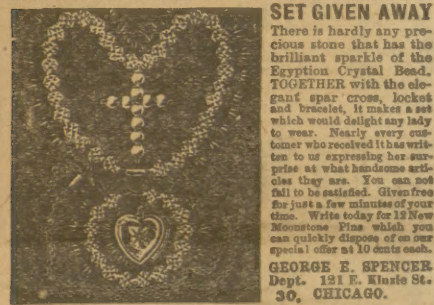 SET GIVEN AWAY
There is hardly any pre-
cious stone that has the
brilliant sparkle of the
Egyption Crystal Bead.
TOGETHER with the ele-
gant spar cross, locket
and bracelet, it makes a set
which would delight any lady
to wear. Nearly every cus-
tomer who received it has writ-
ten to us expressing her sur-
prise at what handsome arti-
cles they are. You can not
fail to be satisfied. Given free
for just a few minutes of your
time. Write today for 12 New
Moonstone Pins which you
can quickly dispose of on our
special offer at 10 cents each.
GEORGE E. SPENCER
Dept. 121 E. Kinzie St.
30, CHICAGO.